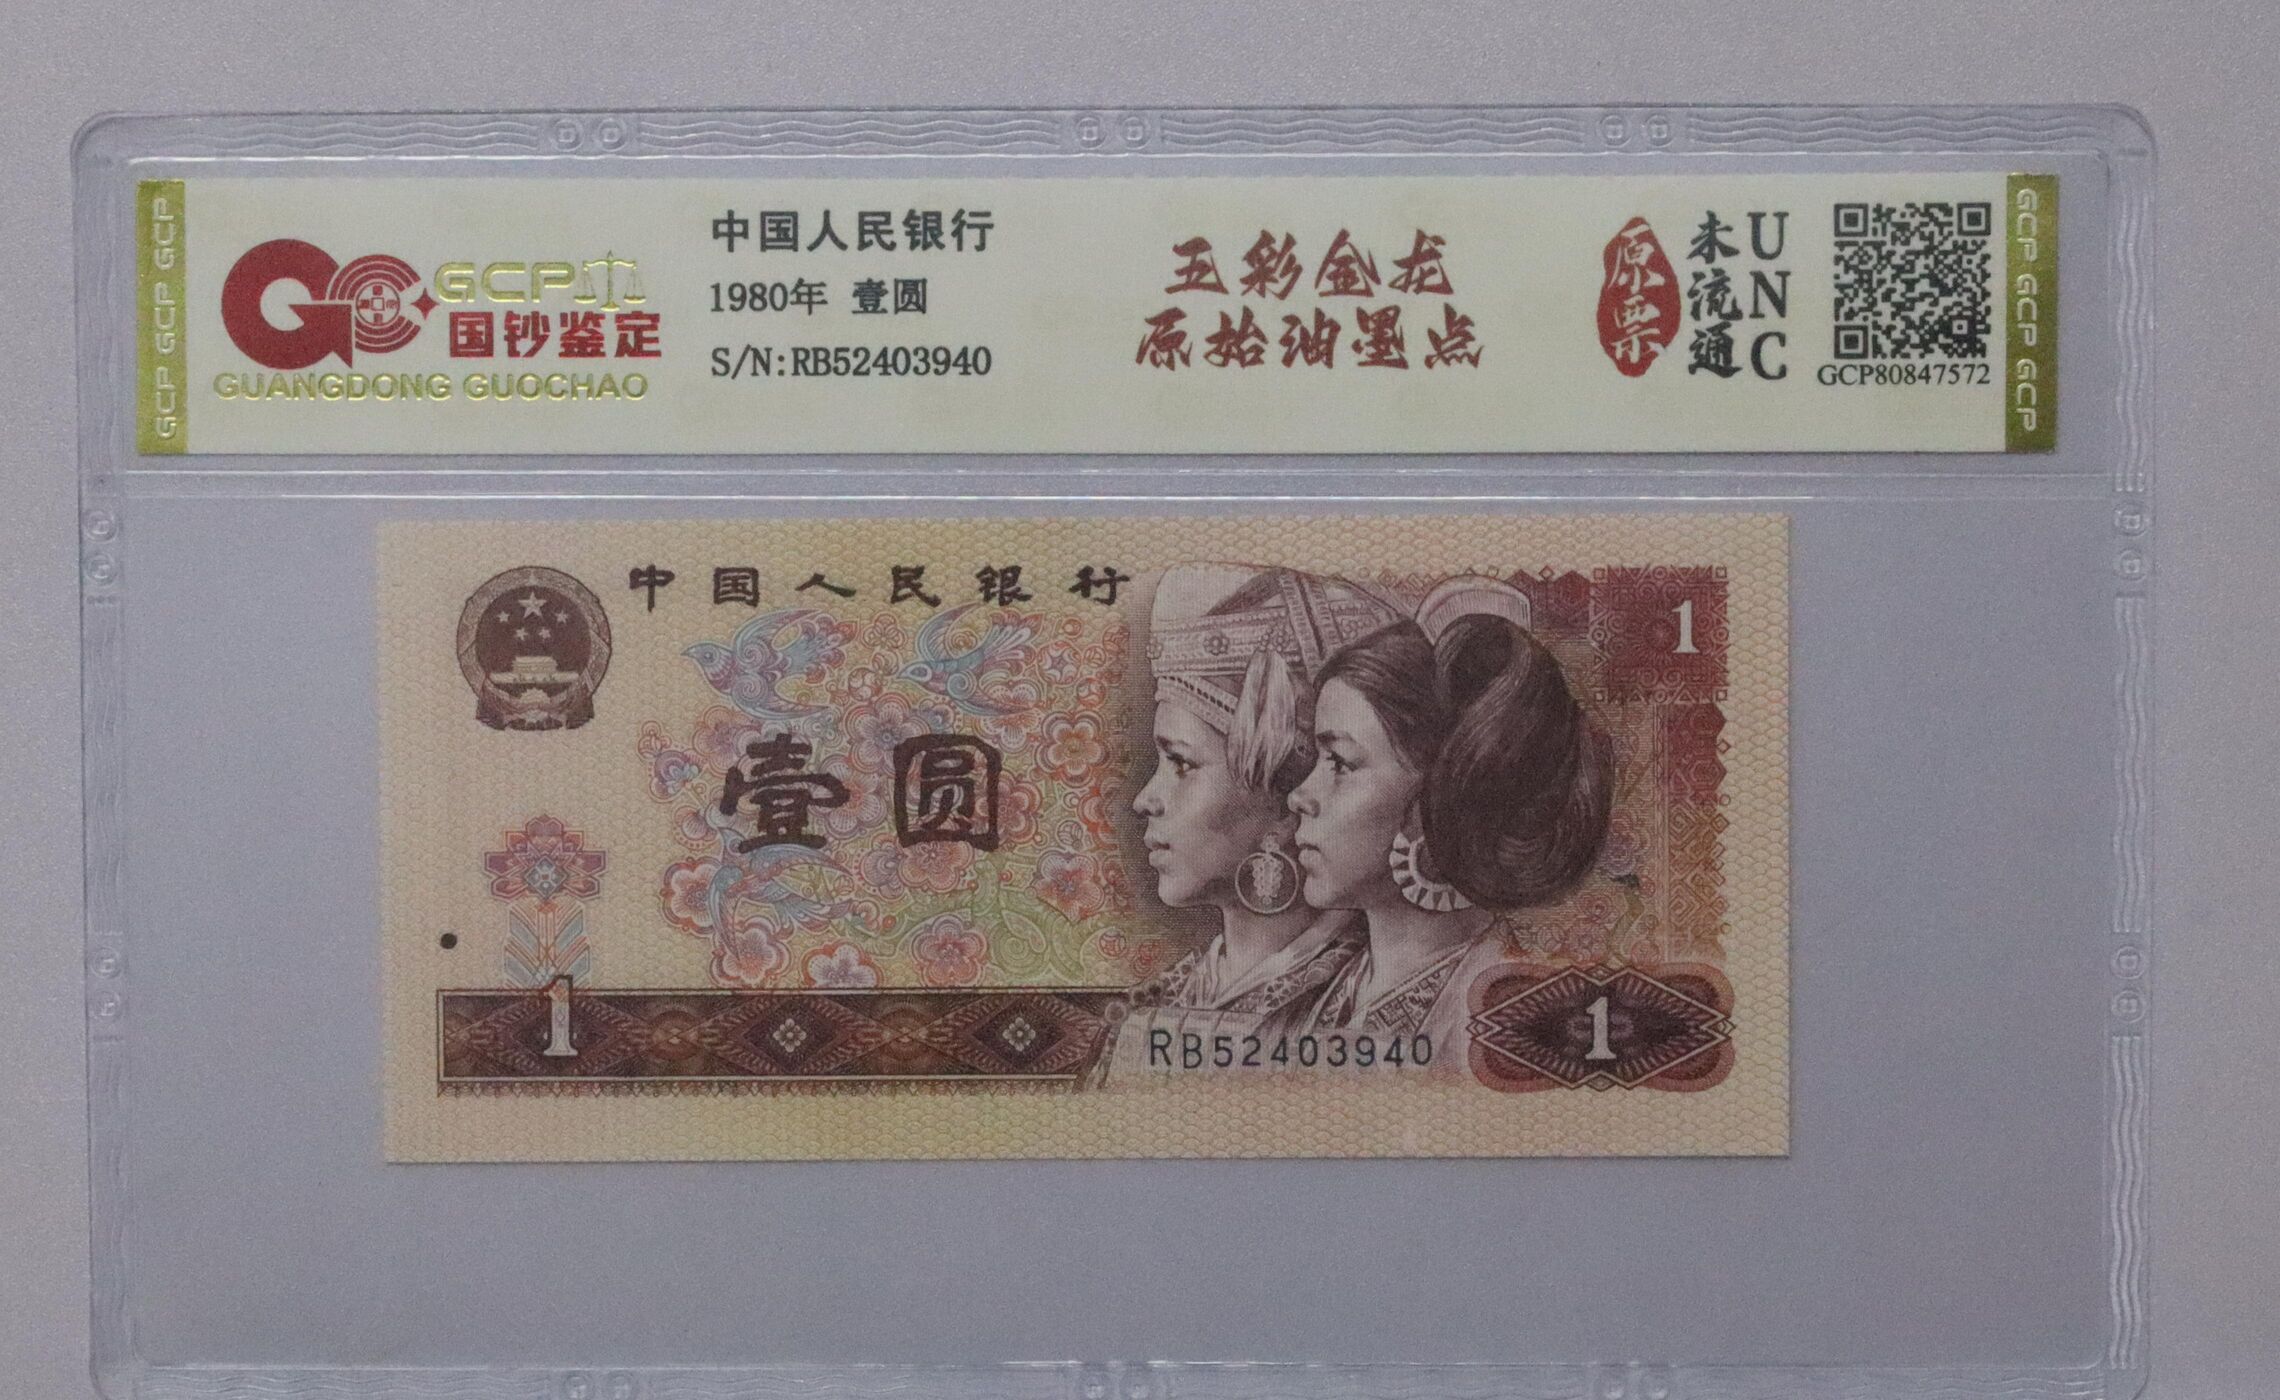 GCP GCP GCP
GCP
国钞鉴定
GUANGDONG GUOCHAO
中国人民银行
1980年 壹圆
S/N:RB52403940
五彩金龙
原始油墨点
原票
未流通
UNC
GCP80847572
GCP GCP GCP
中国人民银行
1
壹圆
1
RB52403940
1